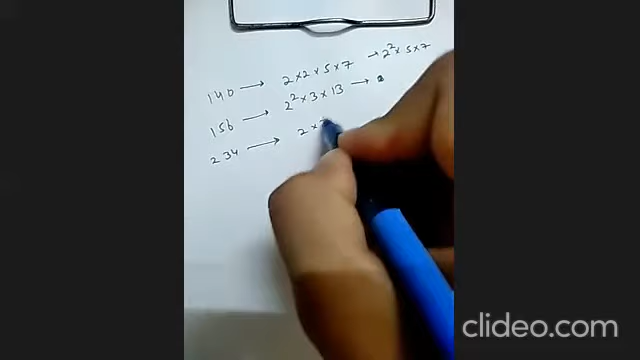 140 → 2 × 2 × 5 × 7 → 2² × 5 × 7
156 → 2² × 3 × 13 →
234 → 2 ×
clideo.com